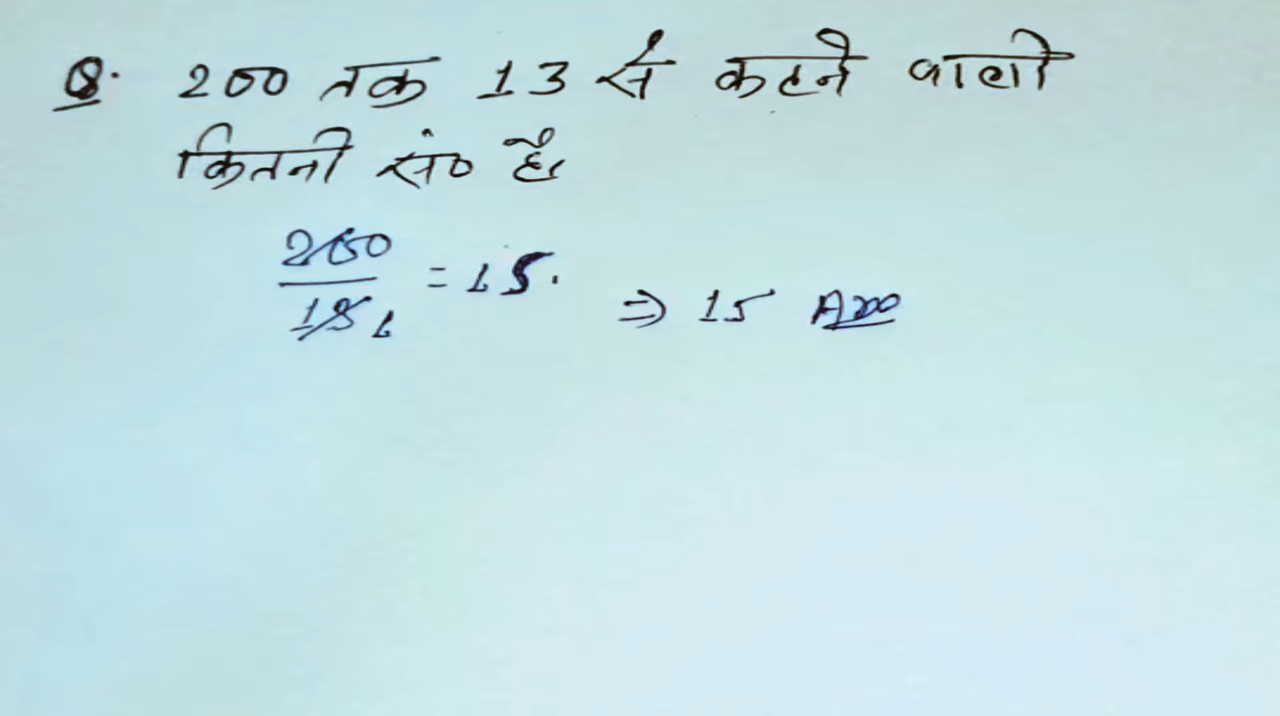 Q. 200 तक 13 से कटने वाली
कितनी सं० है।
200/13 = 15.
⇒ 15 Ans